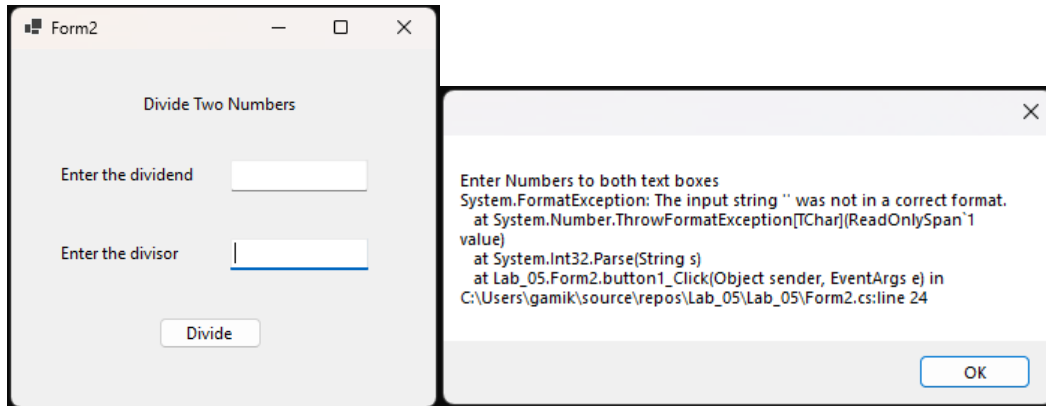 Form2
Divide Two Numbers
Enter the dividend
Enter the divisor
Divide
Enter Numbers to both text boxes
System.FormatException: The input string '' was not in a correct format.
at System.Number.ThrowFormatException[TChar](ReadOnlySpan`1
value)
at System.Int32.Parse(String s)
at Lab_05.Form2.button1_Click(Object sender, EventArgs e) in
C:\Users\gamik\source\repos\Lab_05\Lab_05\Form2.cs:line 24
OK